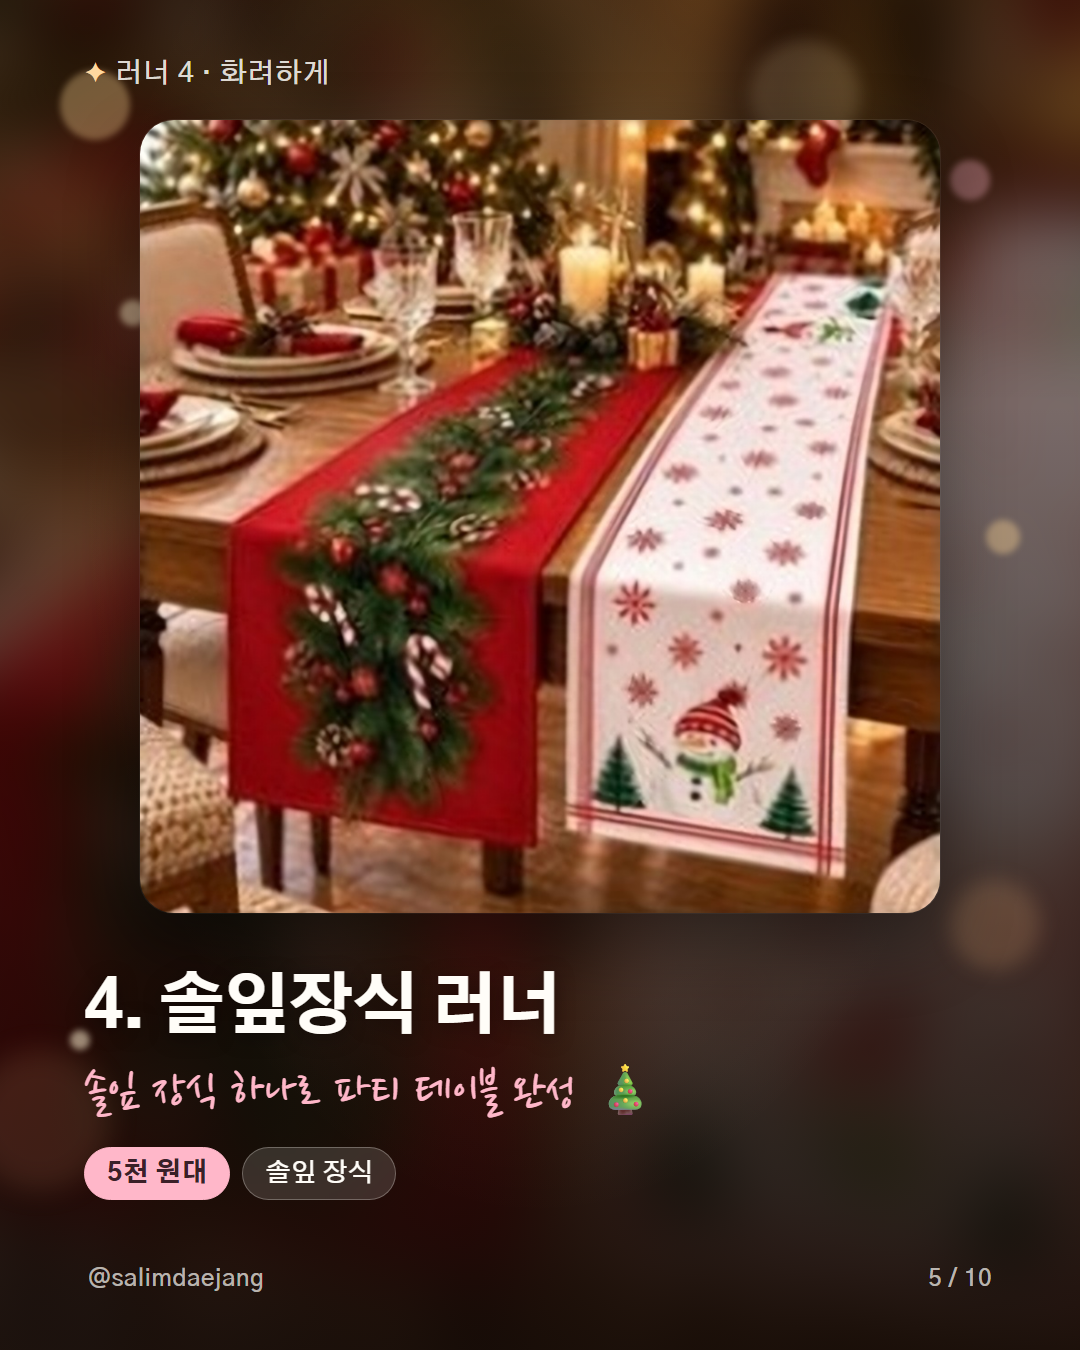 ✦ 러너 4 · 화려하게
4. 솔잎장식 러너
솔잎 장식 하나로 파티 테이블 완성 🎄
5천 원대
솔잎 장식
@salimdaejang
5 / 10